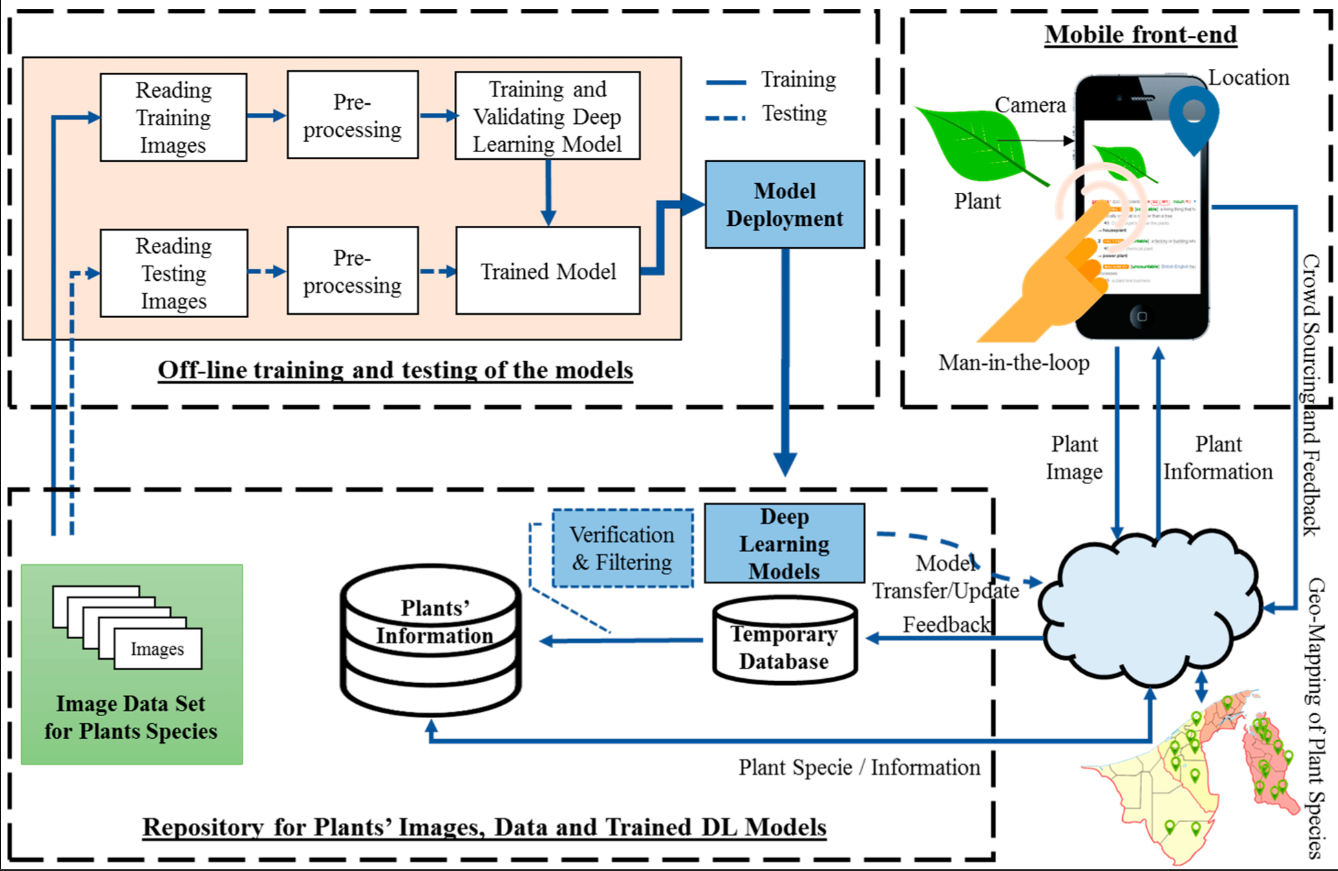 Reading
Training
Images
Pre-
processing
Training and
Validating Deep
Learning Model
Training
Testing
Reading
Testing
Images
Pre-
processing
Trained Model
Model
Deployment
Off-line training and testing of the models
Mobile front-end
Location
Camera
Plant
Man-in-the-loop
Crowd Sourcing and Feedback
Plant
Image
Plant
Information
Verification
& Filtering
Deep
Learning
Models
Model
Transfer/Update
Feedback
Plants’
Information
Temporary
Database
Images
Image Data Set
for Plants Species
Plant Specie / Information
Geo-Mapping of Plant Species
Repository for Plants’ Images, Data and Trained DL Models